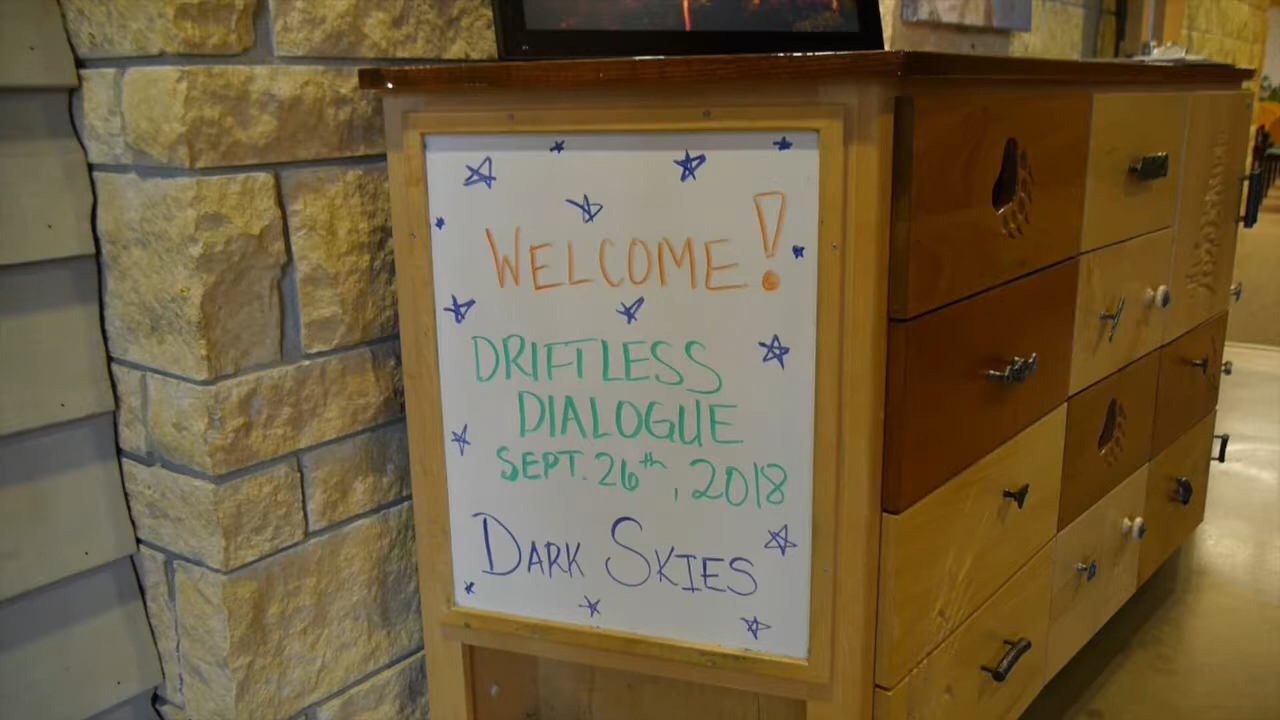 WELCOME!
DRIFTLESS
DIALOGUE
SEPT. 26th, 2018
DARK SKIES